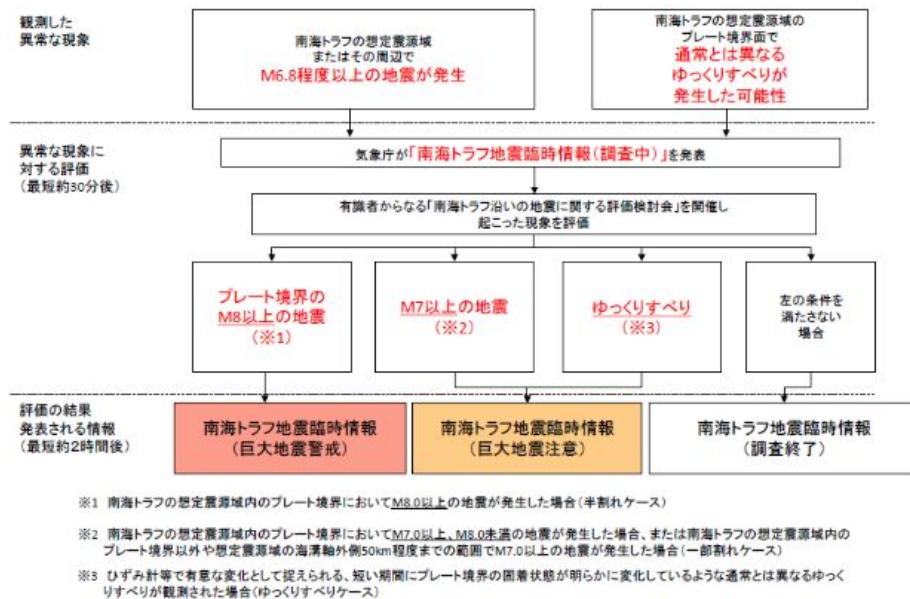 観測した
異常な現象
南海トラフの想定震源域
またはその周辺で
M6.8程度以上の地震が発生
南海トラフの想定震源域の
プレート境界面で
通常とは異なる
ゆっくりすべりが
発生した可能性
異常な現象に
対する評価
(最短約30分後)
気象庁が「南海トラフ地震臨時情報(調査中)」を発表
有識者からなる「南海トラフ沿いの地震に関する評価検討会」を開催し
起こった現象を評価
プレート境界の
M8以上の地震
(※1)
M7以上の地震
(※2)
ゆっくりすべり
(※3)
左の条件を
満たさない
場合
評価の結果
発表される情報
(最短約2時間後)
南海トラフ地震臨時情報
(巨大地震警戒)
南海トラフ地震臨時情報
(巨大地震注意)
南海トラフ地震臨時情報
(調査終了)
※1 南海トラフの想定震源域内のプレート境界においてM8.0以上の地震が発生した場合(半割れケース)
※2 南海トラフの想定震源域内のプレート境界においてM7.0以上、M8.0未満の地震が発生した場合、または南海トラフの想定震源域内の
プレート境界以外や想定震源域の海溝軸外側50km程度までの範囲でM7.0以上の地震が発生した場合(一部割れケース)
※3 ひずみ計等で有意な変化として捉えられる、短い期間にプレート境界の固着状態が明らかに変化しているような通常とは異なるゆっく
りすべりが観測された場合(ゆっくりすべりケース)